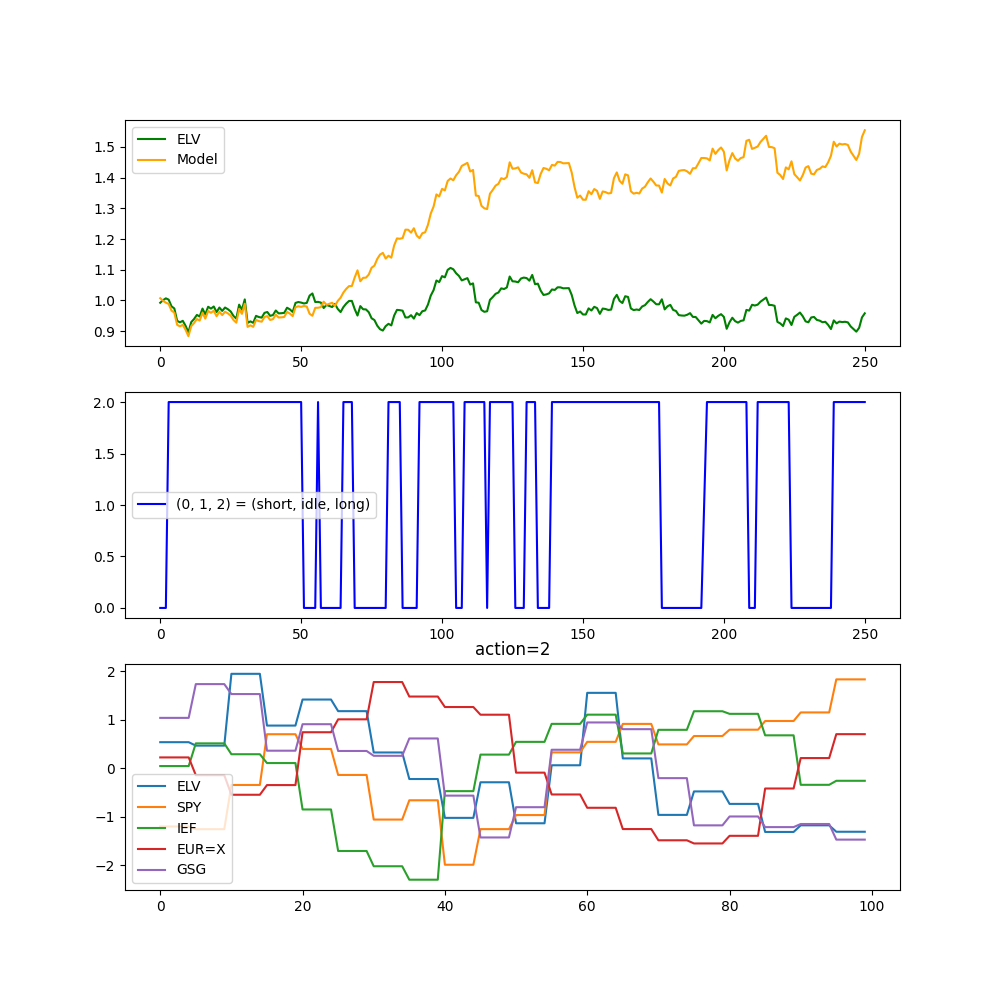 ELV
Model
1.5
1.4
1.3
1.2
1.1
1.0
0.9
0 50 100 150 200 250
2.0
1.5
1.0
0.5
0.0
(0, 1, 2) = (short, idle, long)
0 50 100 150 200 250
action=2
2
1
0
−1
−2
ELV
SPY
IEF
EUR=X
GSG
0 20 40 60 80 100